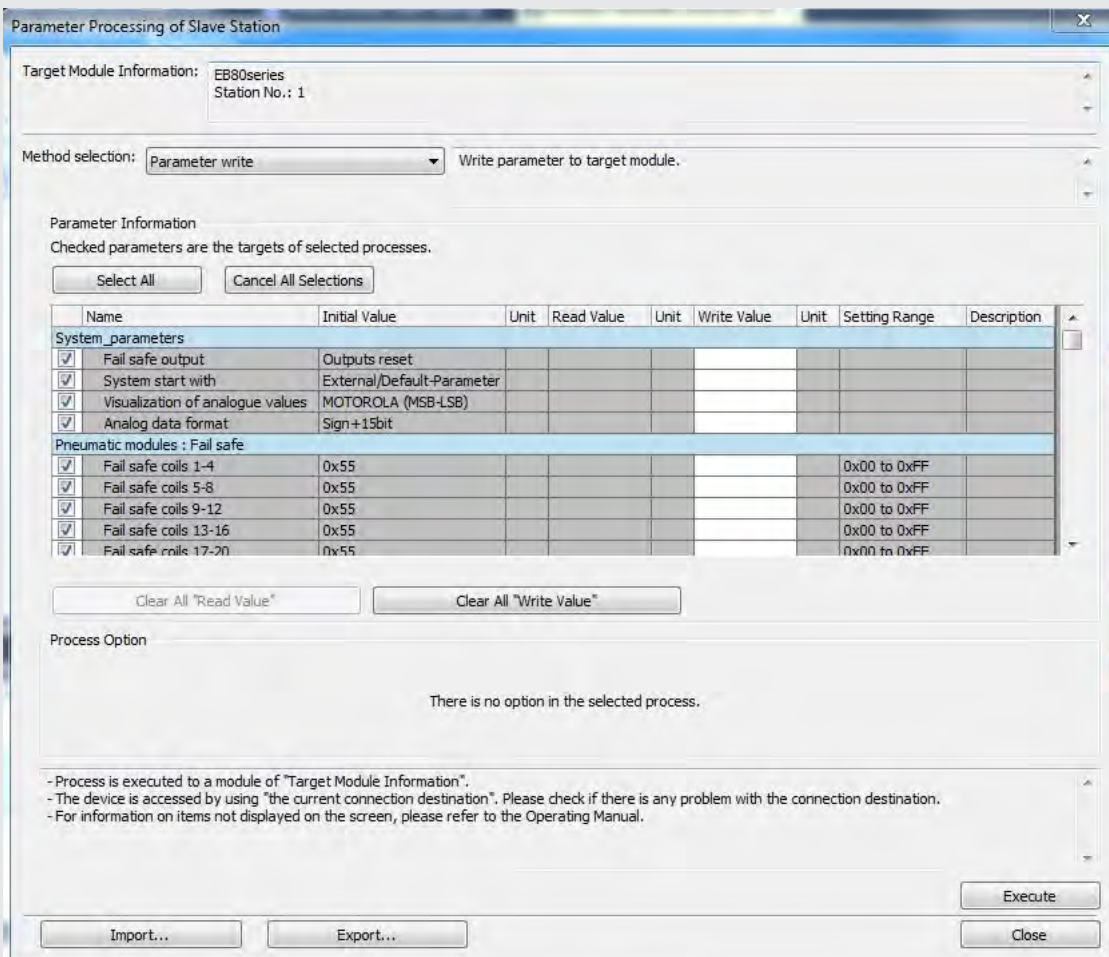 Parameter Processing of Slave Station
x
Target Module Information: EB80series
Station No.: 1
Method selection: Parameter write Write parameter to target module.
Parameter Information
Checked parameters are the targets of selected processes.
Select All Cancel All Selections
Name Initial Value Unit Read Value Unit Write Value Unit Setting Range Description
System_parameters
Fail safe output Outputs reset
System start with External/Default-Parameter
Visualization of analogue values MOTOROLA (MSB-LSB)
Analog data format Sign+15bit
Pneumatic modules : Fail safe
Fail safe coils 1-4 0x55 0x00 to 0xFF
Fail safe coils 5-8 0x55 0x00 to 0xFF
Fail safe coils 9-12 0x55 0x00 to 0xFF
Fail safe coils 13-16 0x55 0x00 to 0xFF
Fail safe coils 17-20 0x55 0x00 to 0xFF
Clear All "Read Value" Clear All "Write Value"
Process Option
There is no option in the selected process.
- Process is executed to a module of "Target Module Information".
- The device is accessed by using "the current connection destination". Please check if there is any problem with the connection destination.
- For information on items not displayed on the screen, please refer to the Operating Manual.
Execute
Import... Export... Close